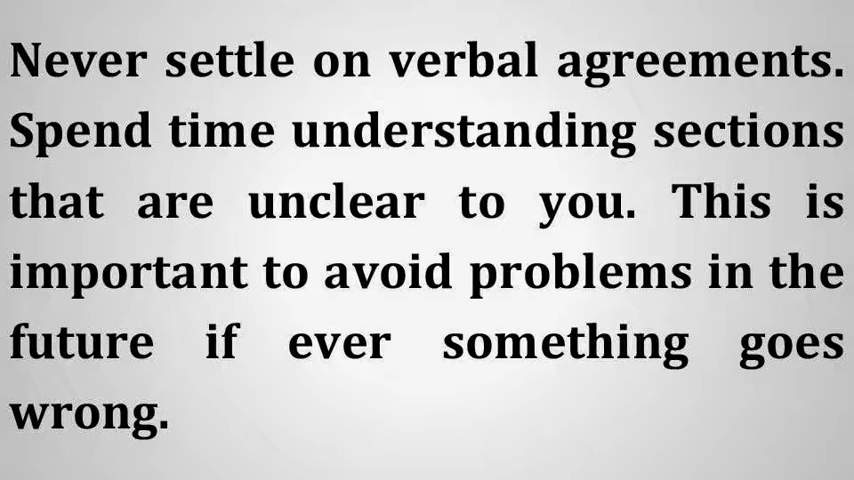 Never settle on verbal agreements.
Spend time understanding sections
that are unclear to you. This is
important to avoid problems in the
future if ever something goes
wrong.